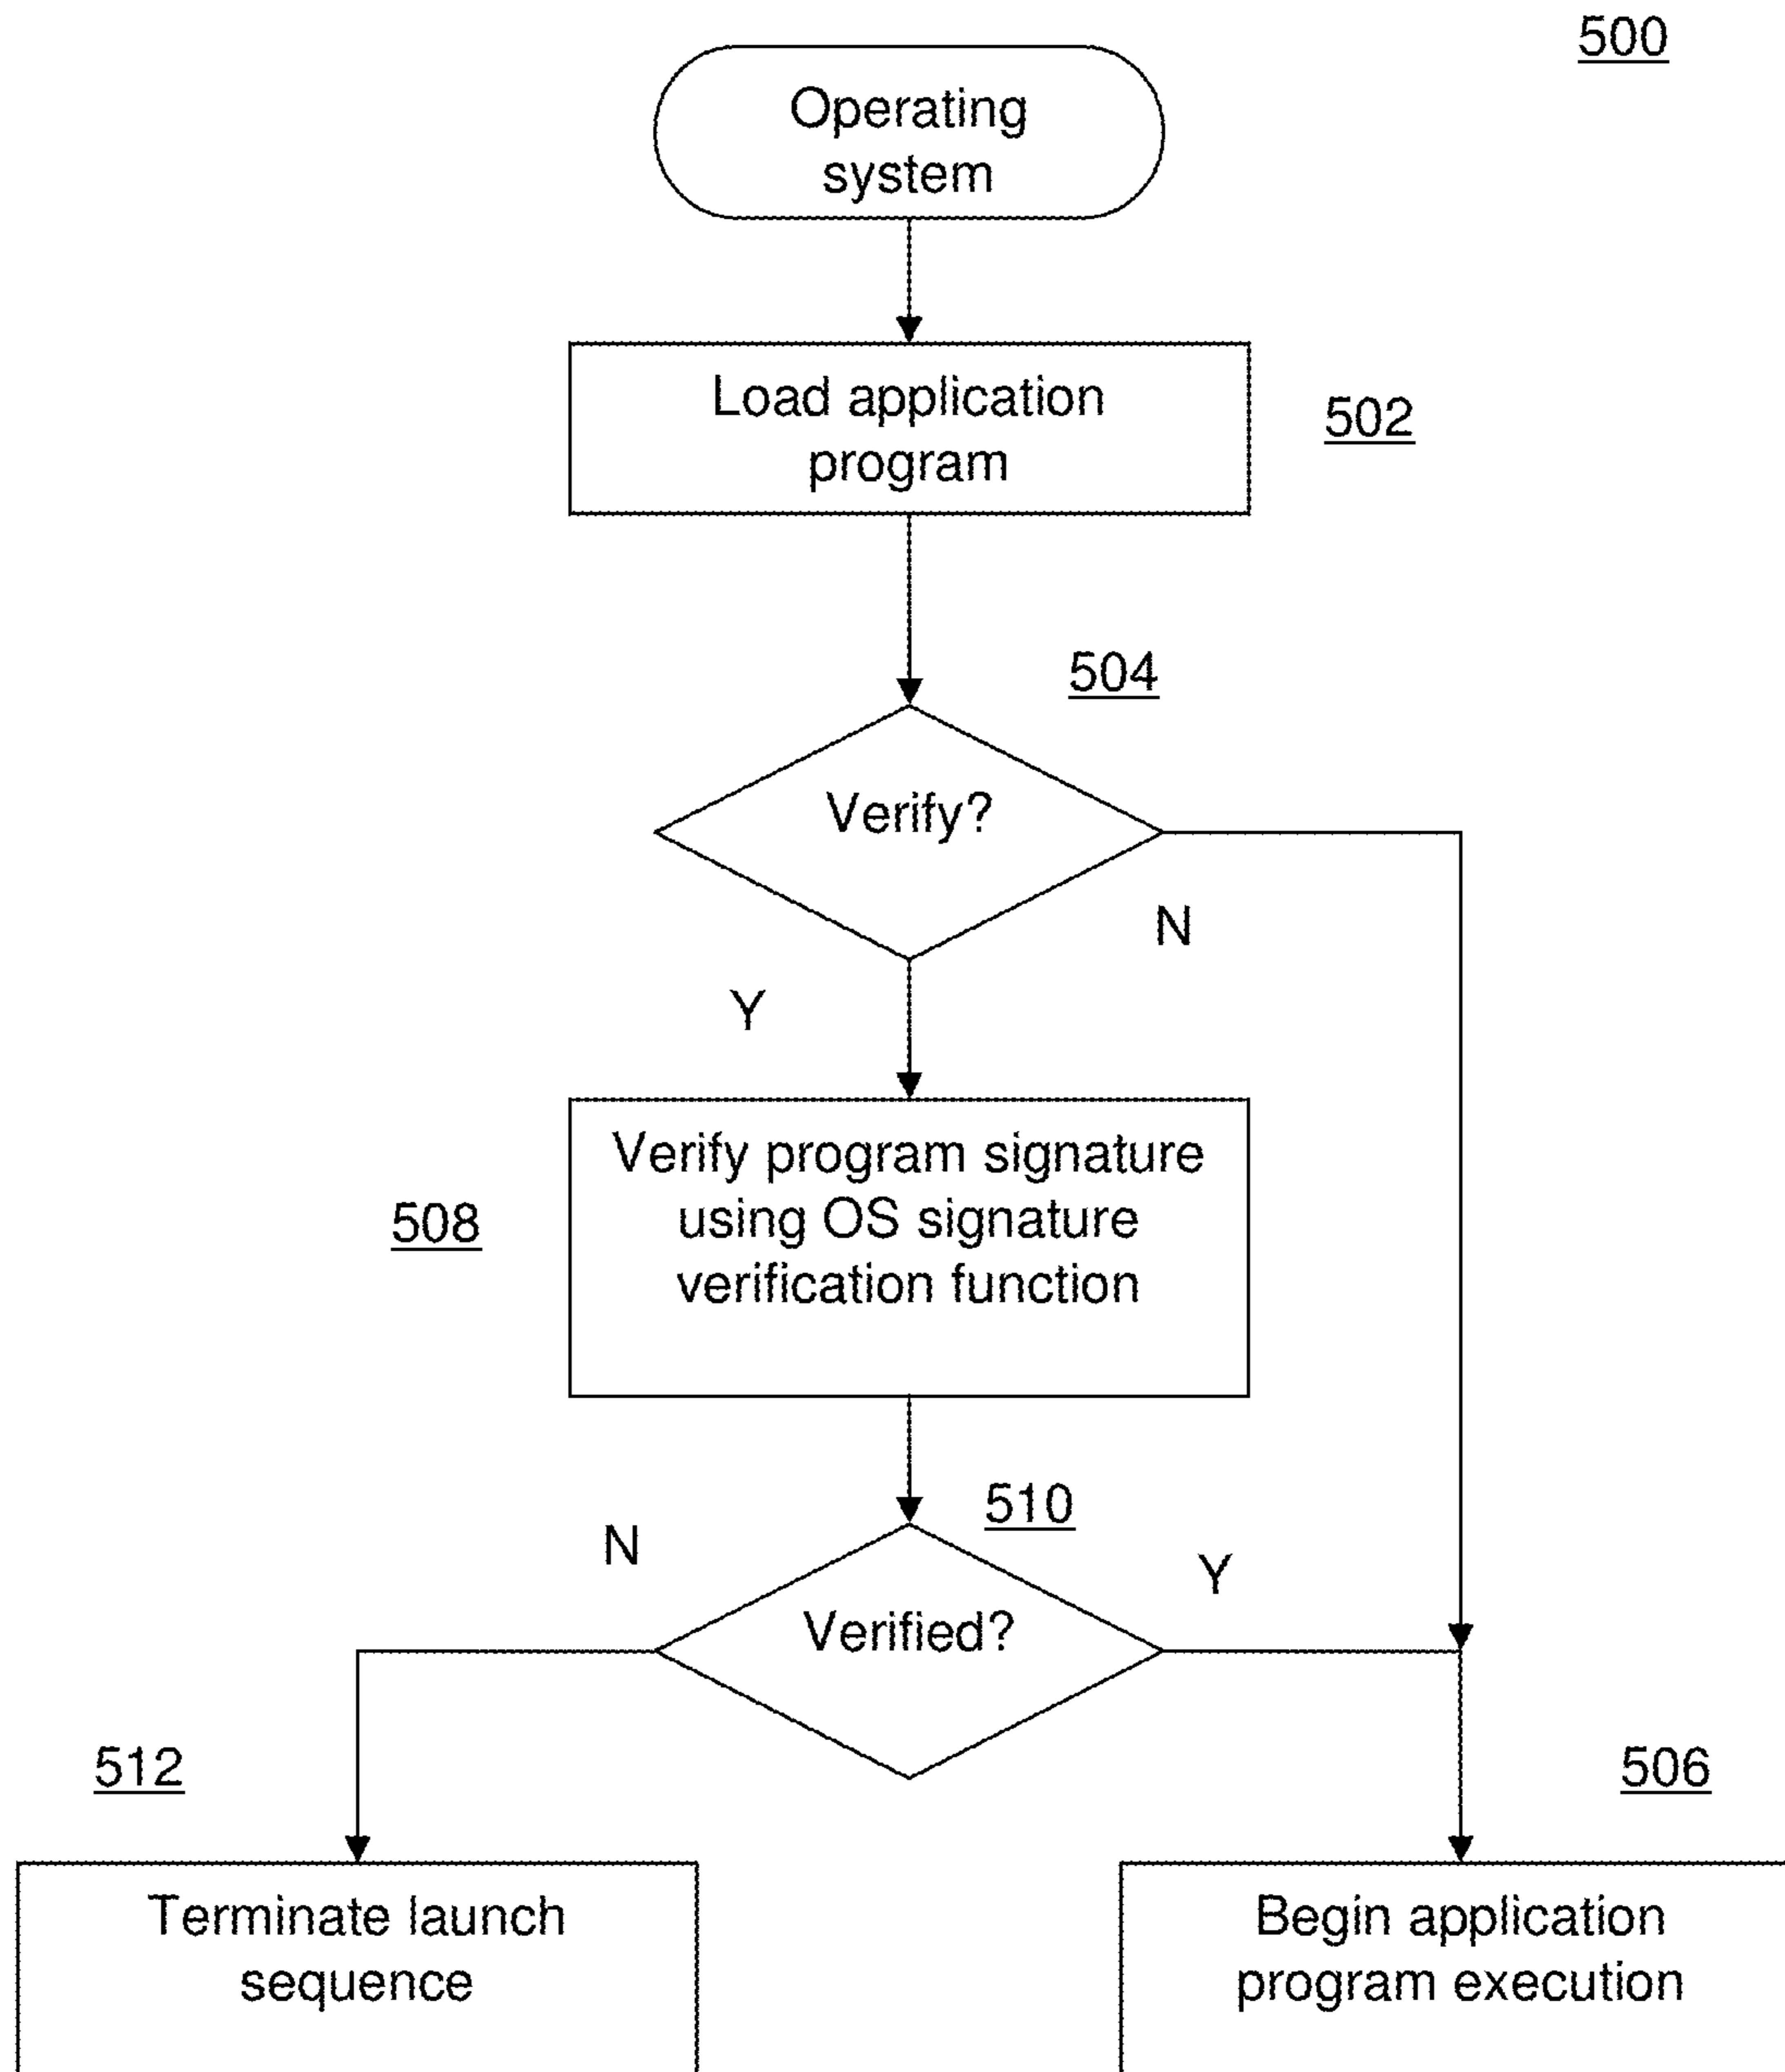 500
Operating
system
Load application
program
502
504
Verify?
N
Y
Verify program signature
using OS signature
verification function
508
510
N
Y
Verified?
512
506
Terminate launch
sequence
Begin application
program execution